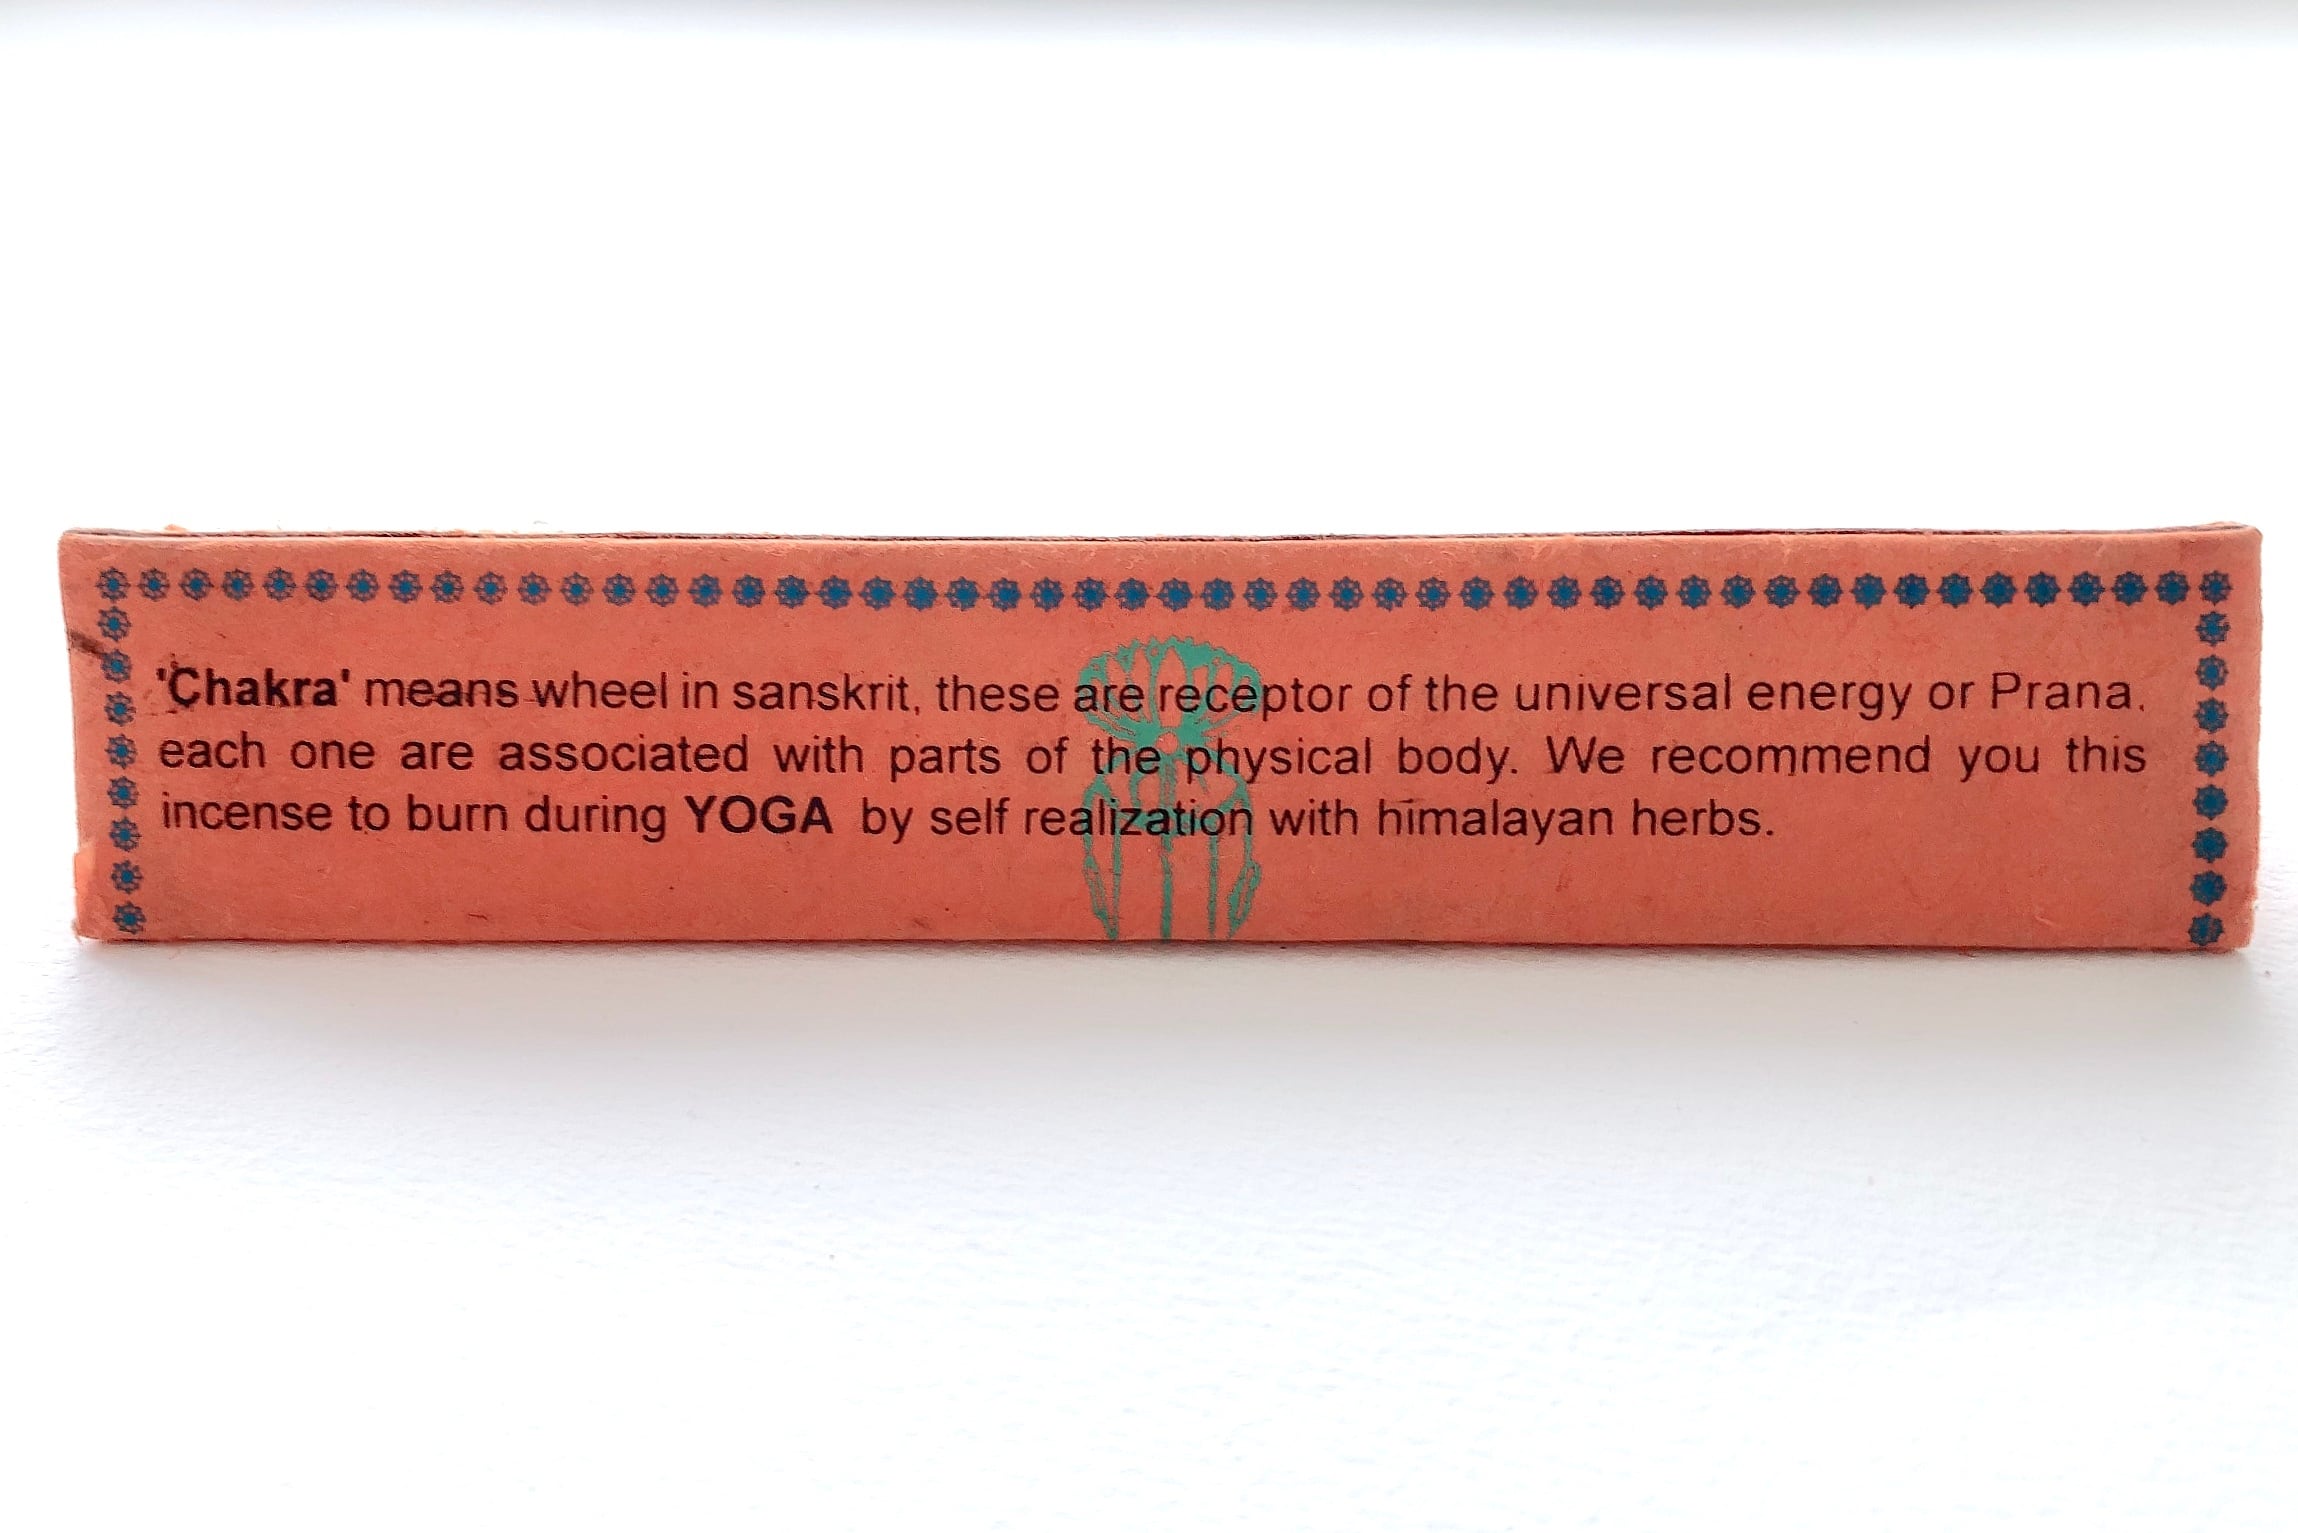 'Chakra' means wheel in sanskrit, these are receptor of the universal energy or Prana.
each one are associated with parts of the physical body. We recommend you this
incense to burn during YOGA by self realization with himalayan herbs.